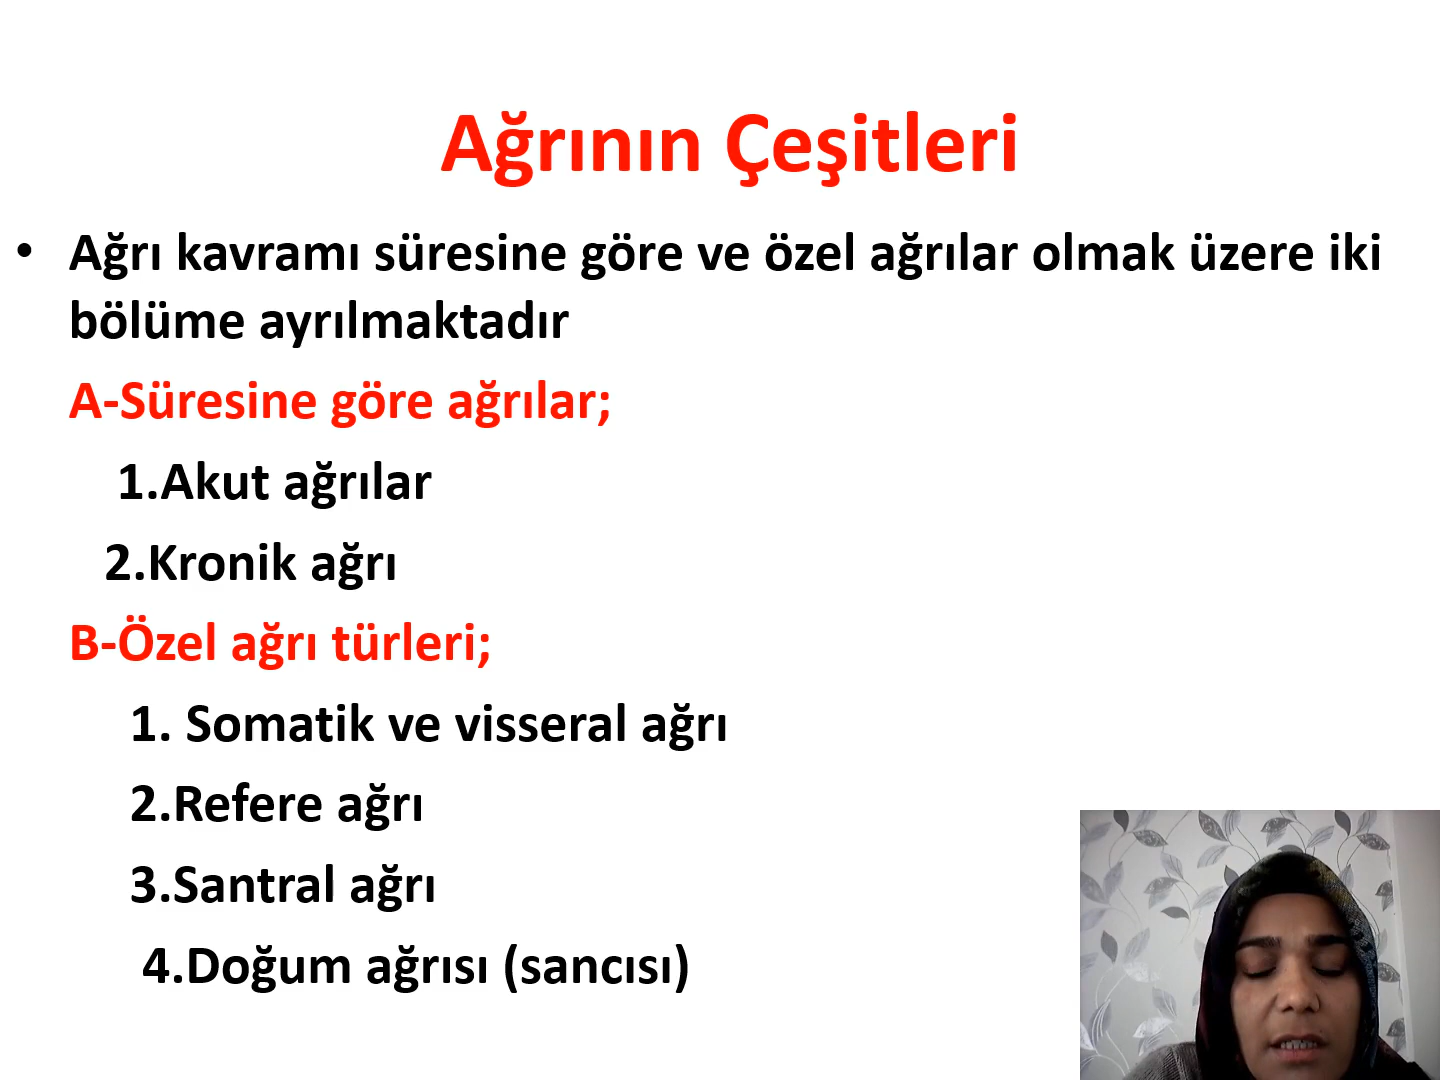 Ağrının Çeşitleri
• Ağrı kavramı süresine göre ve özel ağrılar olmak üzere iki
bölüme ayrılmaktadır
A-Süresine göre ağrılar;
1.Akut ağrılar
2.Kronik ağrı
B-Özel ağrı türleri;
1. Somatik ve visseral ağrı
2.Refere ağrı
3.Santral ağrı
4.Doğum ağrısı (sancısı)